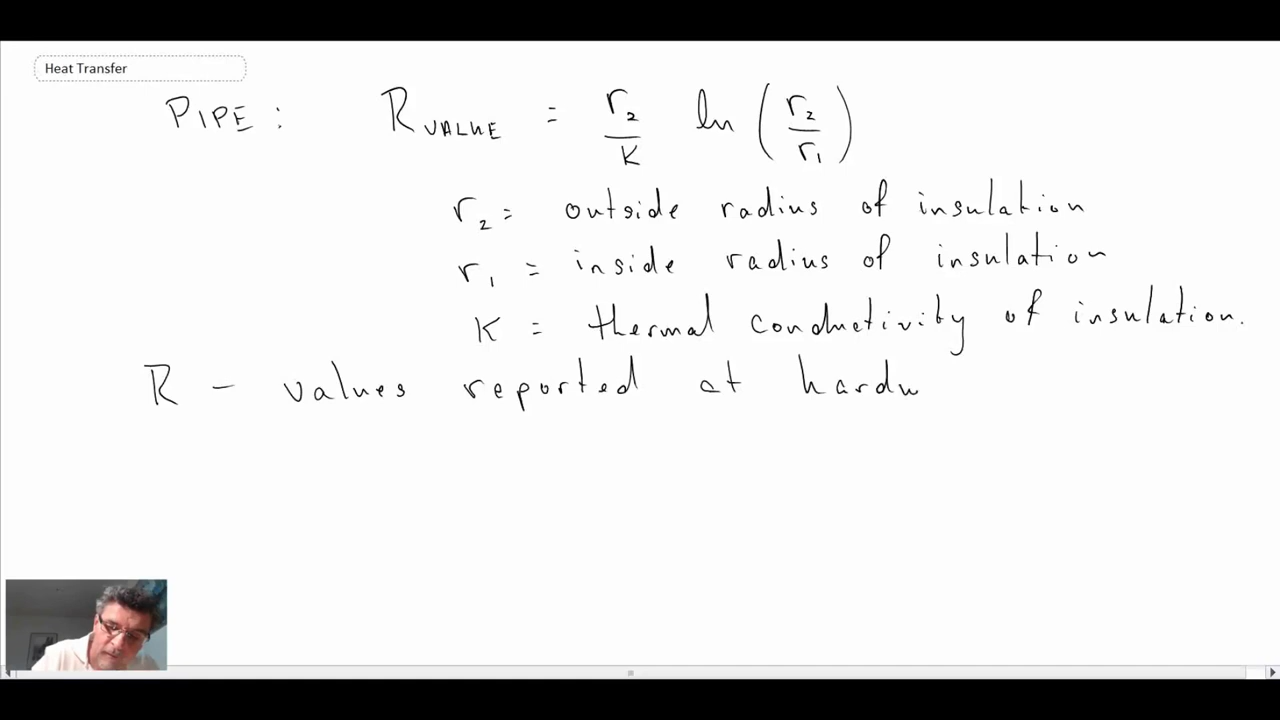 Heat Transfer
PIPE : R VALUE = r2/K ln (r2/r1)
r2 = outside radius of insulation
r1 = inside radius of insulation
K = thermal conductivity of insulation.
R - values reported at hardw